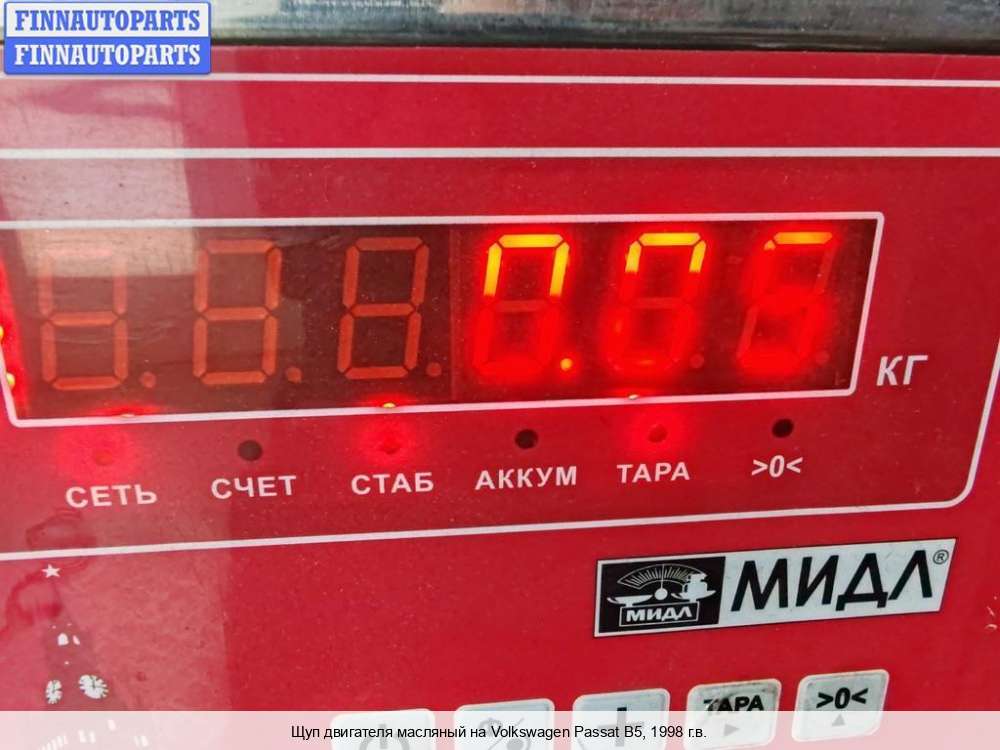 FINNAUTOPARTS
FINNAUTOPARTS
0.05
КГ
СЕТЬ СЧЕТ СТАБ АККУМ ТАРА >0<
МИДЛ МИДЛ®
ТАРА >0<
Щуп двигателя масляный на Volkswagen Passat B5, 1998 г.в.